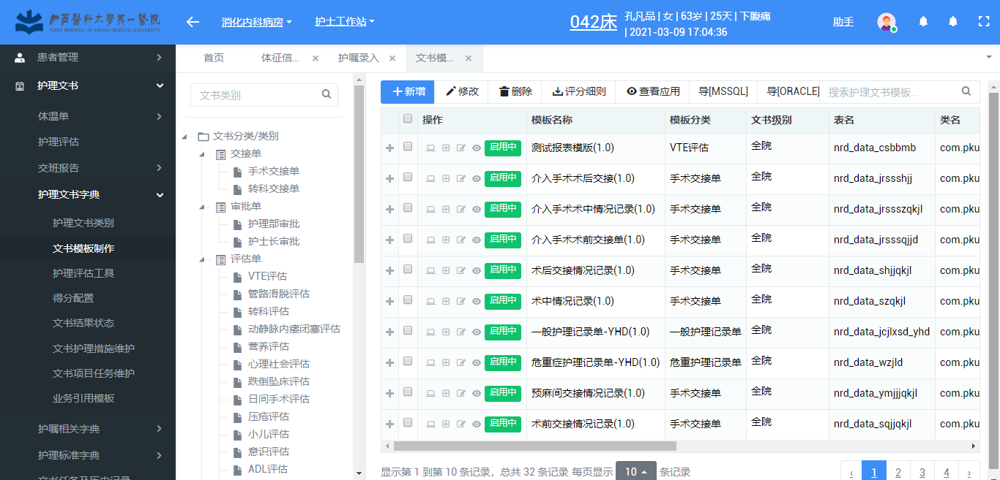 山西醫科大學第一醫院
FIRST HOSPITAL OF SHANXI MEDICAL UNIVERSITY
消化内科病房
护士工作站
042床
孔凡品 | 女 | 63岁 | 25天 | 下腹痛
| 2021-03-09 17:04:36
助手
患者管理
护理文书
体温单
护理评估
交班报告
护理文书字典
护理文书类别
文书模板制作
护理评估工具
得分配置
文书结果状态
文书护理措施维护
文书项目任务维护
业务引用模板
护嘱相关字典
护理标准字典
文书任务及历史记录
首页
体征信...
护嘱录入
文书模...
文书类别
文书分类/类别
交接单
手术交接单
转科交接单
审批单
护理部审批
护士长审批
评估单
VTE评估
管路滑脱评估
转科评估
动静脉内瘘闭塞评估
营养评估
心理社会评估
跌倒坠床评估
日间手术评估
压疮评估
小儿评估
意识评估
ADL评估
新增 修改 删除 评分细则 查看应用 导[MSSQL] 导[ORACLE] 搜索护理文书模板...
操作 模板名称 模板分类 文书级别 表名 类名
启用中 测试报表模版(1.0) VTE评估 全院 nrd_data_csbbmb com.pku
启用中 介入手术术后交接(1.0) 手术交接单 全院 nrd_data_jrssshjj com.pku
启用中 介入手术术中情况记录(1.0) 手术交接单 全院 nrd_data_jrssszqkjl com.pku
启用中 介入手术术前交接单(1.0) 手术交接单 全院 nrd_data_jrsssqjjd com.pku
启用中 术后交接情况记录(1.0) 手术交接单 全院 nrd_data_shjjqkjl com.pku
启用中 术中情况记录(1.0) 手术交接单 全院 nrd_data_szqkjl com.pku
启用中 一般护理记录单-YHD(1.0) 一般护理记录单 全院 nrd_data_jcjlxsd_yhd com.pku
启用中 危重症护理记录单-YHD(1.0) 危重护理记录单 全院 nrd_data_wzjld com.pku
启用中 预麻间交接情况记录(1.0) 手术交接单 全院 nrd_data_ymjjjqkjl com.pku
启用中 术前交接情况记录(1.0) 手术交接单 全院 nrd_data_sqjjqkjl com.pku
显示第 1 到第 10 条记录，总共 32 条记录 每页显示 10 条记录
‹ 1 2 3 4 ›